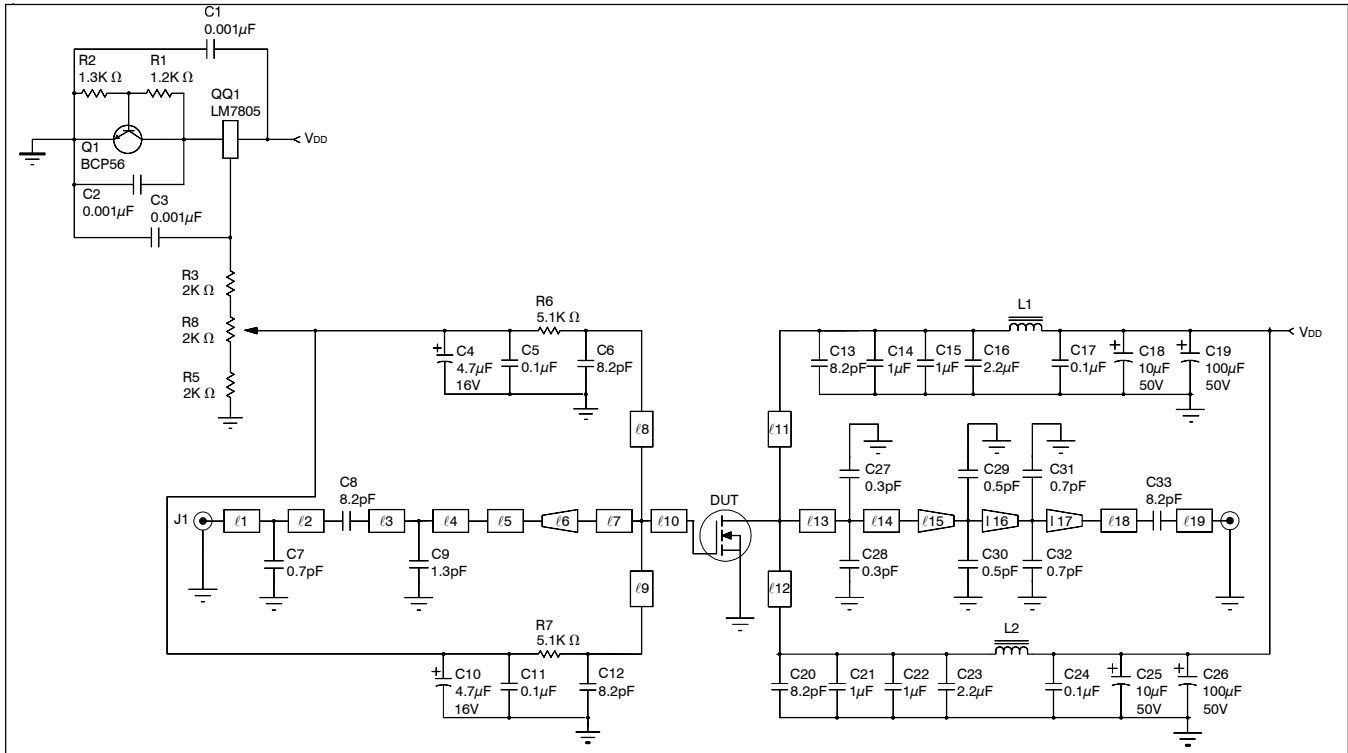 C1
0.001µF
R2
1.3K Ω
R1
1.2K Ω
QQ1
LM7805
VDD
Q1
BCP56
C2
0.001µF
C3
0.001µF
R3
2K Ω
R8
2K Ω
R5
2K Ω
R6
5.1K Ω
C4
4.7µF
16V
C5
0.1µF
C6
8.2pF
L1
VDD
C13
8.2pF
C14
1µF
C15
1µF
C16
2.2µF
C17
0.1µF
C18
10µF
50V
C19
100µF
50V
ℓ8
ℓ11
C27
0.3pF
C29
0.5pF
C31
0.7pF
C8
8.2pF
DUT
C33
8.2pF
J1
ℓ1
ℓ2
ℓ3
ℓ4
ℓ5
ℓ6
ℓ7
ℓ10
ℓ13
ℓ14
ℓ15
l 16
l 17
ℓ18
ℓ19
C7
0.7pF
C9
1.3pF
C28
0.3pF
C30
0.5pF
C32
0.7pF
ℓ9
ℓ12
R7
5.1K Ω
L2
C10
4.7µF
16V
C11
0.1µF
C12
8.2pF
C20
8.2pF
C21
1µF
C22
1µF
C23
2.2µF
C24
0.1µF
C25
10µF
50V
C26
100µF
50V